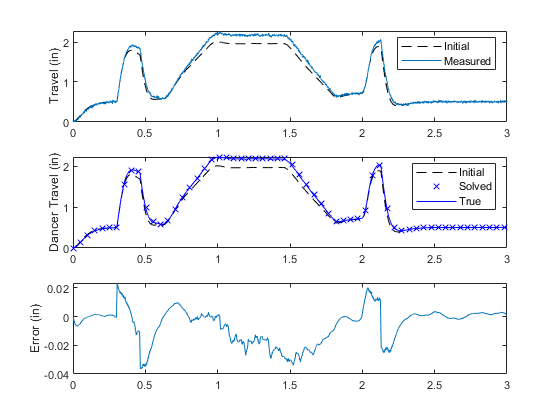 Travel (in)
2
1
0
0 0.5 1 1.5 2 2.5 3
Initial
Measured
Dancer Travel (in)
2
1
0
0 0.5 1 1.5 2 2.5 3
Initial
Solved
True
Error (in)
0.02
0
-0.02
-0.04
0 0.5 1 1.5 2 2.5 3